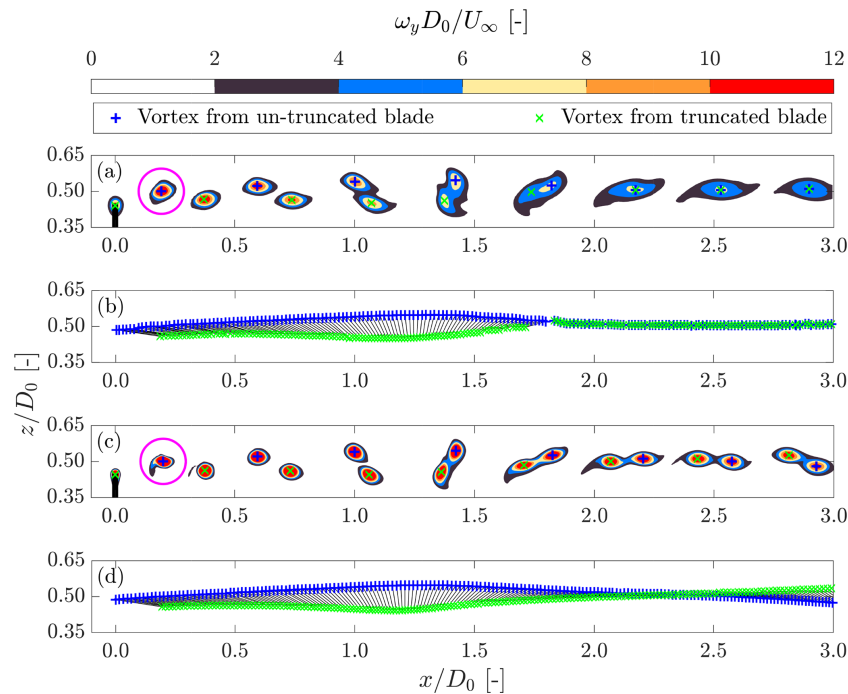 ω_y D_0/U_∞ [-]
0 2 4 6 8 10 12
+ Vortex from un-truncated blade × Vortex from truncated blade
0.65
(a)
0.50
0.35
0.0 0.5 1.0 1.5 2.0 2.5 3.0
0.65
(b)
0.50
0.35
0.0 0.5 1.0 1.5 2.0 2.5 3.0
z/D_0 [-]
0.65
(c)
0.50
0.35
0.0 0.5 1.0 1.5 2.0 2.5 3.0
0.65
(d)
0.50
0.35
0.0 0.5 1.0 1.5 2.0 2.5 3.0
x/D_0 [-]